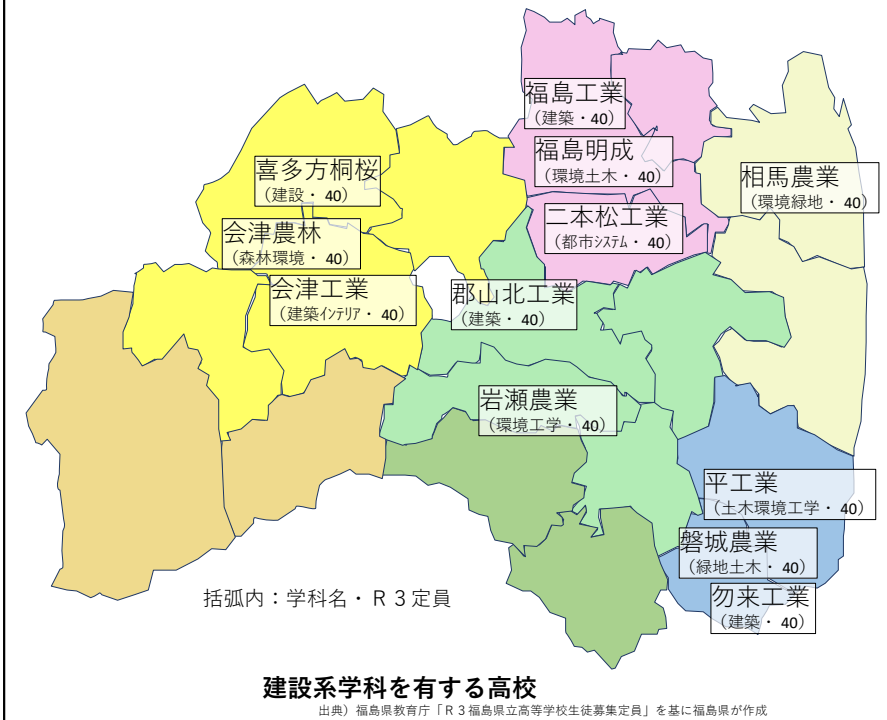 福島工業
（建築・ 40）
福島明成
（環境土木・ 40）
喜多方桐桜
（建設・ 40）
相馬農業
（環境緑地・ 40）
二本松工業
（都市ｼｽﾃﾑ・ 40）
会津農林
（森林環境・ 40）
会津工業
（建築ｲﾝﾃﾘｱ・ 40）
郡山北工業
（建築・ 40）
岩瀬農業
（環境工学・ 40）
平工業
（土木環境工学・ 40）
磐城農業
（緑地土木・ 40）
勿来工業
（建築・ 40）
括弧内：学科名・Ｒ３定員
建設系学科を有する高校
出典）福島県教育庁「Ｒ３福島県立高等学校生徒募集定員」を基に福島県が作成